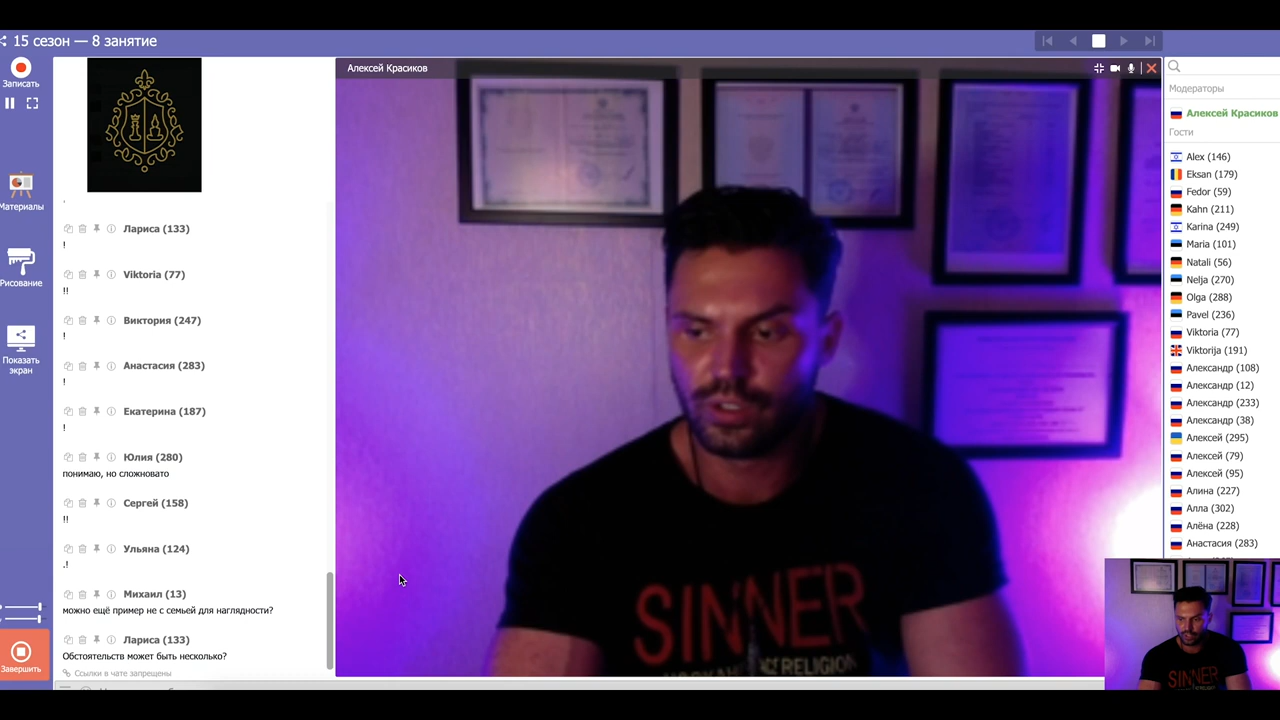 15 сезон — 8 занятие
Записать
Материалы
Рисование
Показать
экран
Завершить
Лариса (133)
!
Viktoria (77)
!!
Виктория (247)
!
Анастасия (283)
!
Екатерина (187)
!
Юлия (280)
понимаю, но сложновато
Сергей (158)
!!
Ульяна (124)
.!
Михаил (13)
можно ещё пример не с семьей для наглядности?
Лариса (133)
Обстоятельств может быть несколько?
Ссылки в чате запрещены
Алексей Красиков
SINNER
RELIGION
Модераторы
Алексей Красиков
Гости
Alex (146)
Eksan (179)
Fedor (59)
Kahn (211)
Karina (249)
Maria (101)
Natali (56)
Nelja (270)
Olga (288)
Pavel (236)
Viktoria (77)
Viktorija (191)
Александр (108)
Александр (12)
Александр (233)
Александр (38)
Алексей (295)
Алексей (79)
Алексей (95)
Алина (227)
Алла (302)
Алёна (228)
Анастасия (283)
SINNER